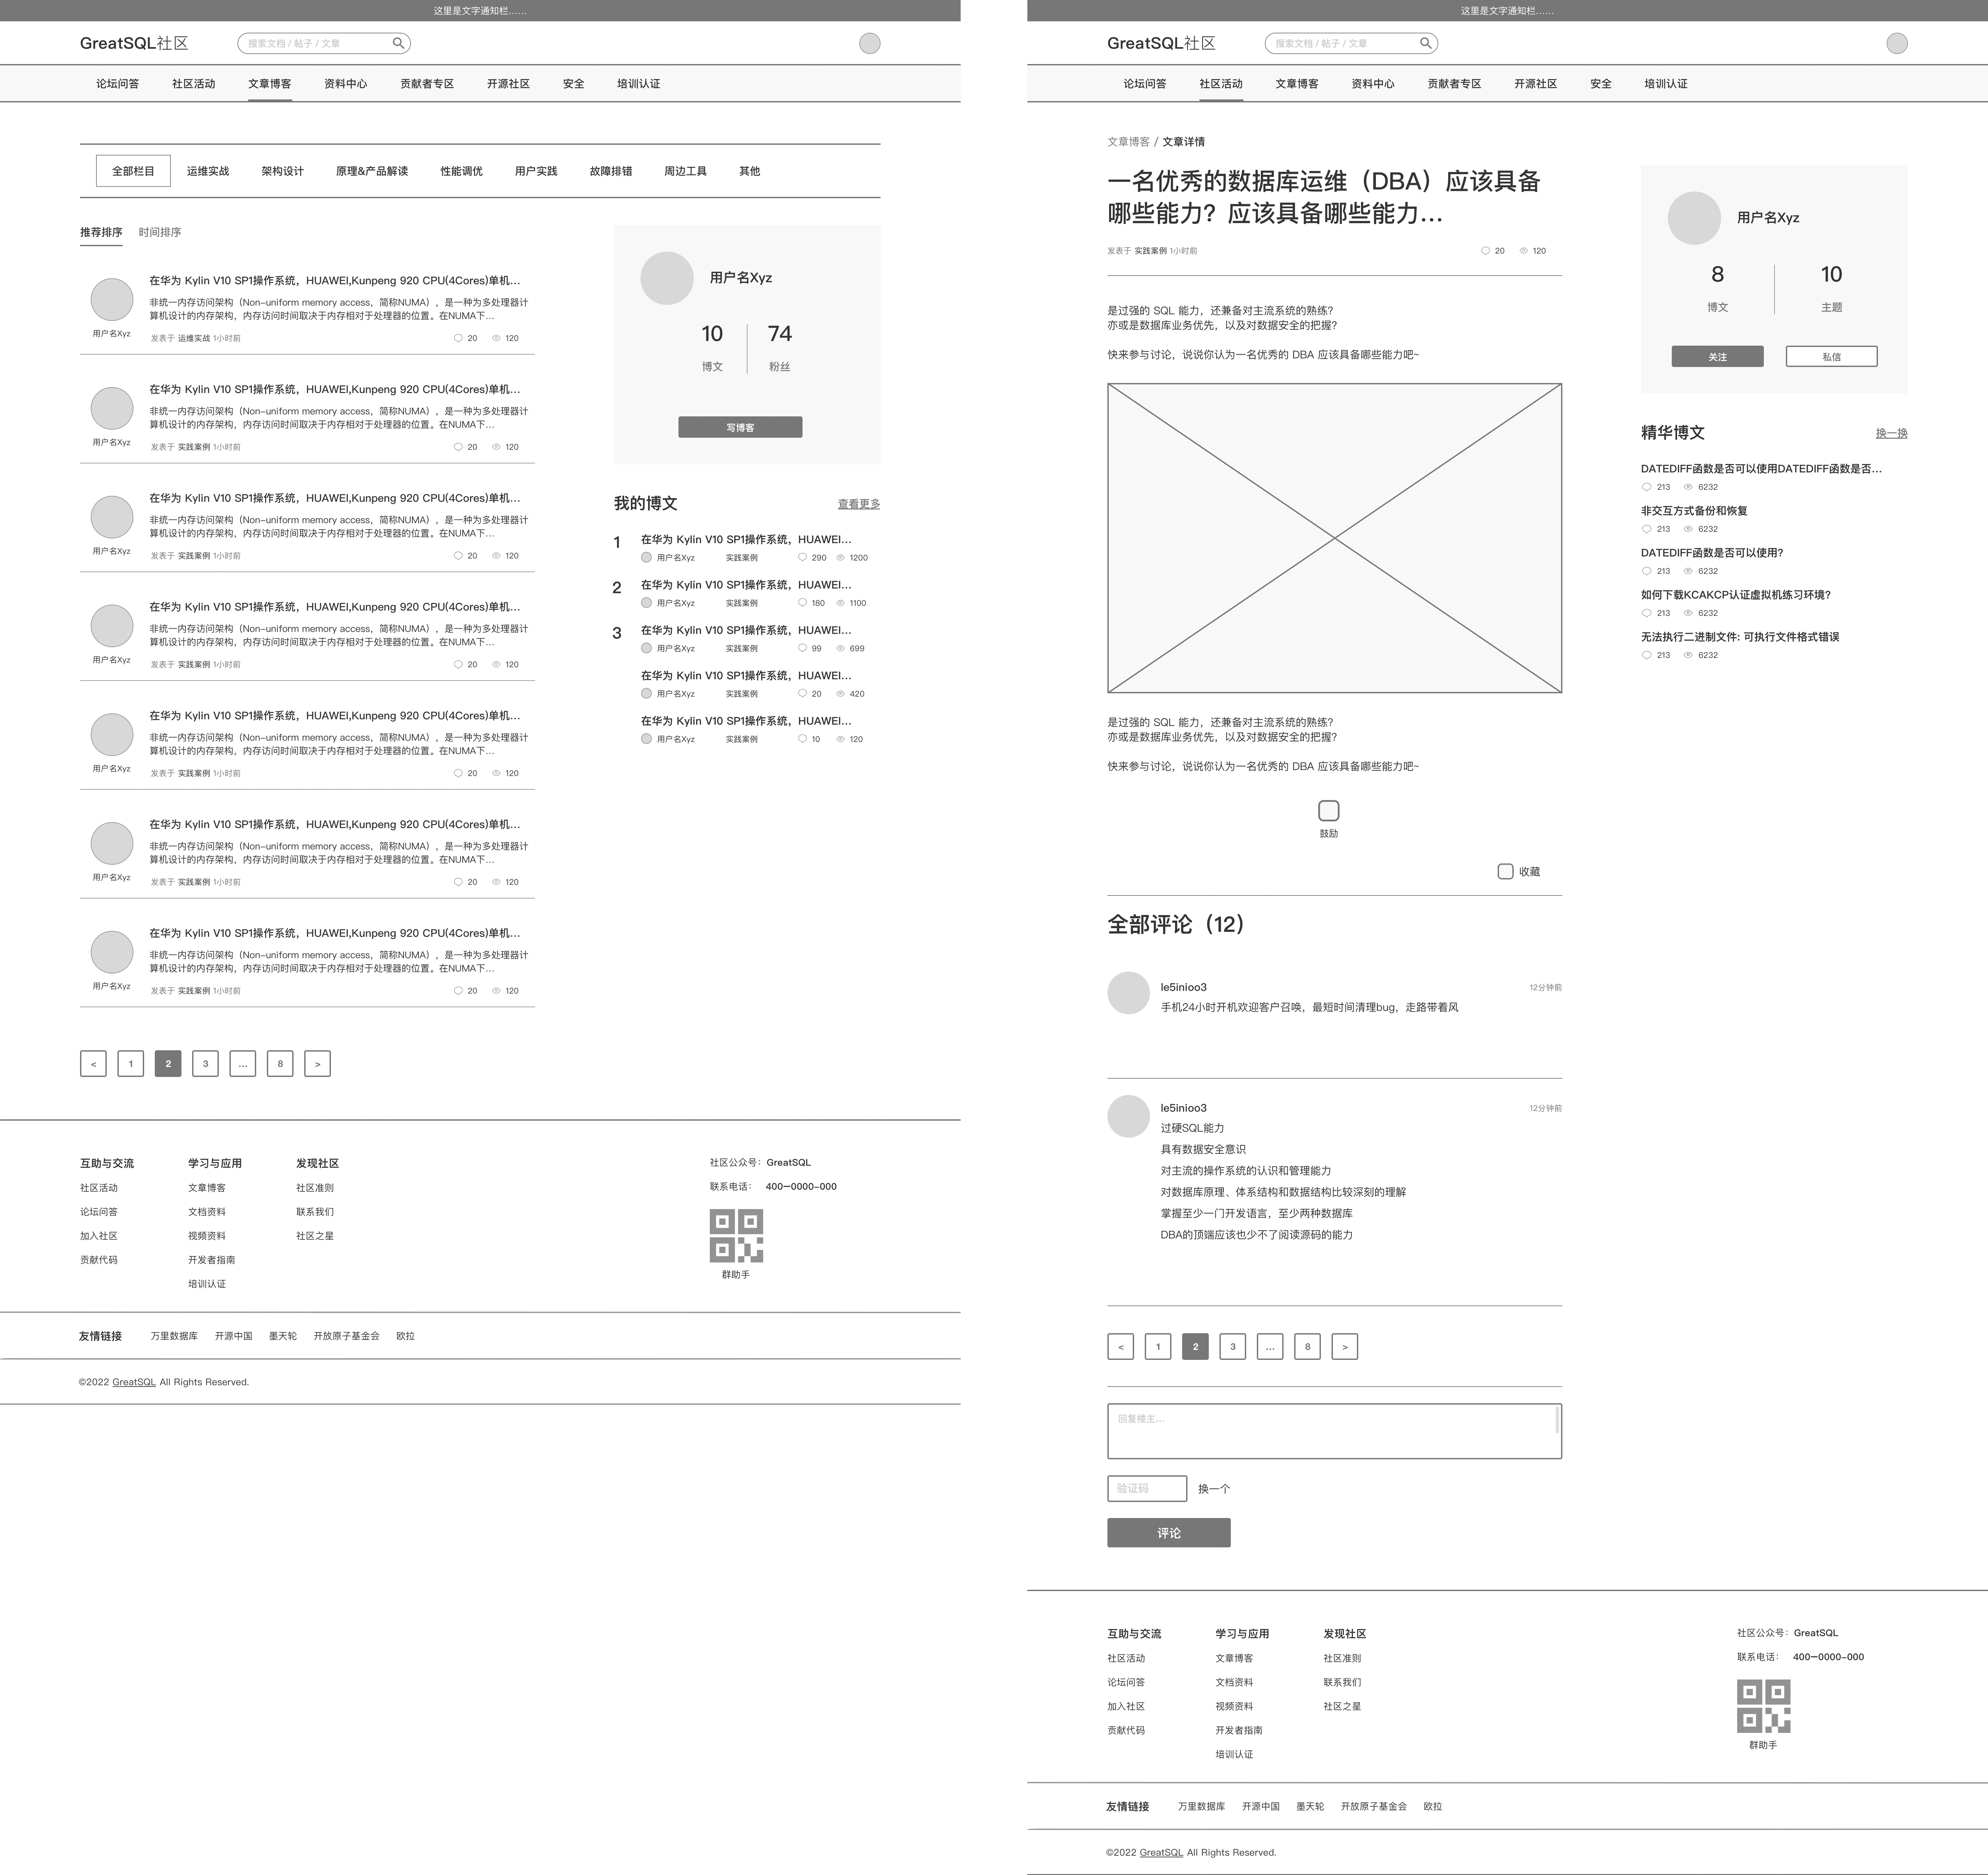 这里是文字通知栏……
GreatSQL社区
搜索文档 / 帖子 / 文章
论坛问答 社区活动 文章博客 资料中心 贡献者专区 开源社区 安全 培训认证
全部栏目 运维实战 架构设计 原理&产品解读 性能调优 用户实践 故障排错 周边工具 其他
推荐排序 时间排序
在华为 Kylin V10 SP1操作系统，HUAWEI,Kunpeng 920 CPU(4Cores)单机...
非统一内存访问架构（Non-uniform memory access，简称NUMA），是一种为多处理器计
算机设计的内存架构，内存访问时间取决于内存相对于处理器的位置。在NUMA下...
用户名Xyz
发表于 运维实战 1小时前 20 120
在华为 Kylin V10 SP1操作系统，HUAWEI,Kunpeng 920 CPU(4Cores)单机...
非统一内存访问架构（Non-uniform memory access，简称NUMA），是一种为多处理器计
算机设计的内存架构，内存访问时间取决于内存相对于处理器的位置。在NUMA下...
用户名Xyz
发表于 实践案例 1小时前 20 120
在华为 Kylin V10 SP1操作系统，HUAWEI,Kunpeng 920 CPU(4Cores)单机...
非统一内存访问架构（Non-uniform memory access，简称NUMA），是一种为多处理器计
算机设计的内存架构，内存访问时间取决于内存相对于处理器的位置。在NUMA下...
用户名Xyz
发表于 实践案例 1小时前 20 120
在华为 Kylin V10 SP1操作系统，HUAWEI,Kunpeng 920 CPU(4Cores)单机...
非统一内存访问架构（Non-uniform memory access，简称NUMA），是一种为多处理器计
算机设计的内存架构，内存访问时间取决于内存相对于处理器的位置。在NUMA下...
用户名Xyz
发表于 实践案例 1小时前 20 120
在华为 Kylin V10 SP1操作系统，HUAWEI,Kunpeng 920 CPU(4Cores)单机...
非统一内存访问架构（Non-uniform memory access，简称NUMA），是一种为多处理器计
算机设计的内存架构，内存访问时间取决于内存相对于处理器的位置。在NUMA下...
用户名Xyz
发表于 实践案例 1小时前 20 120
在华为 Kylin V10 SP1操作系统，HUAWEI,Kunpeng 920 CPU(4Cores)单机...
非统一内存访问架构（Non-uniform memory access，简称NUMA），是一种为多处理器计
算机设计的内存架构，内存访问时间取决于内存相对于处理器的位置。在NUMA下...
用户名Xyz
发表于 实践案例 1小时前 20 120
在华为 Kylin V10 SP1操作系统，HUAWEI,Kunpeng 920 CPU(4Cores)单机...
非统一内存访问架构（Non-uniform memory access，简称NUMA），是一种为多处理器计
算机设计的内存架构，内存访问时间取决于内存相对于处理器的位置。在NUMA下...
用户名Xyz
发表于 实践案例 1小时前 20 120
< 1 2 3 ... 8 >
用户名Xyz
10 74
博文 粉丝
写博客
我的博文 查看更多
1 在华为 Kylin V10 SP1操作系统，HUAWEI...
用户名Xyz 实践案例 290 1200
2 在华为 Kylin V10 SP1操作系统，HUAWEI...
用户名Xyz 实践案例 180 1100
3 在华为 Kylin V10 SP1操作系统，HUAWEI...
用户名Xyz 实践案例 99 699
在华为 Kylin V10 SP1操作系统，HUAWEI...
用户名Xyz 实践案例 20 420
在华为 Kylin V10 SP1操作系统，HUAWEI...
用户名Xyz 实践案例 10 120
互助与交流 学习与应用 发现社区
社区活动 文章博客 社区准则
论坛问答 文档资料 联系我们
加入社区 视频资料 社区之星
贡献代码 开发者指南
培训认证
社区公众号：GreatSQL
联系电话： 400—0000-000
群助手
友情链接 万里数据库 开源中国 墨天轮 开放原子基金会 欧拉
©2022 GreatSQL All Rights Reserved.
这里是文字通知栏……
GreatSQL社区
搜索文档 / 帖子 / 文章
论坛问答 社区活动 文章博客 资料中心 贡献者专区 开源社区 安全 培训认证
文章博客 / 文章详情
一名优秀的数据库运维（DBA）应该具备
哪些能力？应该具备哪些能力...
发表于 实践案例 1小时前 20 120
是过强的 SQL 能力，还兼备对主流系统的熟练？
亦或是数据库业务优先，以及对数据安全的把握？
快来参与讨论，说说你认为一名优秀的 DBA 应该具备哪些能力吧~
是过强的 SQL 能力，还兼备对主流系统的熟练？
亦或是数据库业务优先，以及对数据安全的把握？
快来参与讨论，说说你认为一名优秀的 DBA 应该具备哪些能力吧~
鼓励
收藏
全部评论（12）
le5inioo3 12分钟前
手机24小时开机欢迎客户召唤，最短时间清理bug，走路带着风
le5inioo3 12分钟前
过硬SQL能力
具有数据安全意识
对主流的操作系统的认识和管理能力
对数据库原理、体系结构和数据结构比较深刻的理解
掌握至少一门开发语言，至少两种数据库
DBA的顶端应该也少不了阅读源码的能力
< 1 2 3 ... 8 >
回复楼主...
验证码 换一个
评论
用户名Xyz
8 10
博文 主题
关注 私信
精华博文 换一换
DATEDIFF函数是否可以使用DATEDIFF函数是否...
213 6232
非交互方式备份和恢复
213 6232
DATEDIFF函数是否可以使用?
213 6232
如何下载KCAKCP认证虚拟机练习环境?
213 6232
无法执行二进制文件: 可执行文件格式错误
213 6232
互助与交流 学习与应用 发现社区
社区活动 文章博客 社区准则
论坛问答 文档资料 联系我们
加入社区 视频资料 社区之星
贡献代码 开发者指南
培训认证
社区公众号：GreatSQL
联系电话： 400—0000-000
群助手
友情链接 万里数据库 开源中国 墨天轮 开放原子基金会 欧拉
©2022 GreatSQL All Rights Reserved.